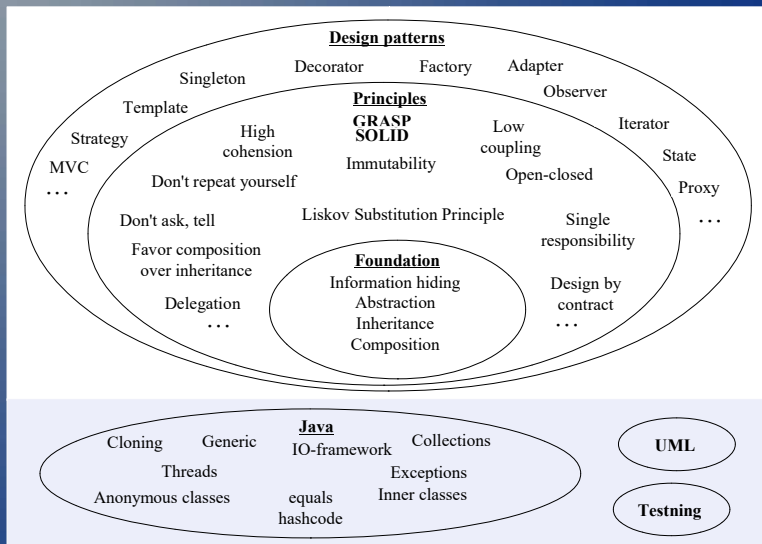 Design patterns
Decorator
Factory
Adapter
Singleton
Observer
Template
Principles
Iterator
Strategy
GRASP
SOLID
High
cohension
Low
coupling
State
MVC
Immutability
Open-closed
Proxy
...
Don't repeat yourself
...
Don't ask, tell
Liskov Substitution Principle
Single
responsibility
Favor composition
over inheritance
Foundation
Information hiding
Abstraction
Inheritance
Composition
Design by
contract
...
Delegation
...
Java
Cloning
Generic
IO-framework
Collections
Threads
Exceptions
Anonymous classes
equals
hashcode
Inner classes
UML
Testning